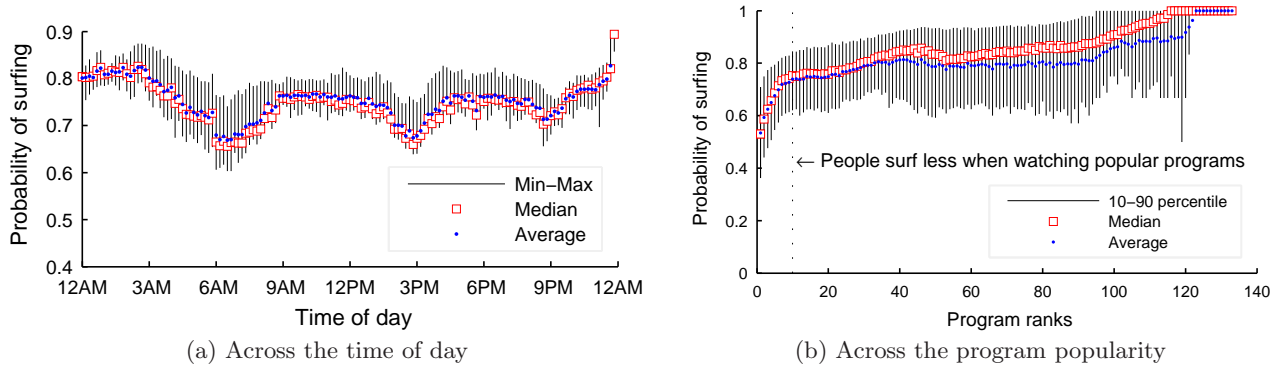 Probability of surfing
0.9
0.8
0.7
0.6
0.5
0.4
12AM 3AM 6AM 9AM 12PM 3PM 6PM 9PM 12AM
Time of day
Min−Max
Median
Average
(a) Across the time of day
Probability of surfing
1
0.8
0.6
0.4
0.2
0
1 20 40 60 80 100 120 140
Program ranks
← People surf less when watching popular programs
10−90 percentile
Median
Average
(b) Across the program popularity